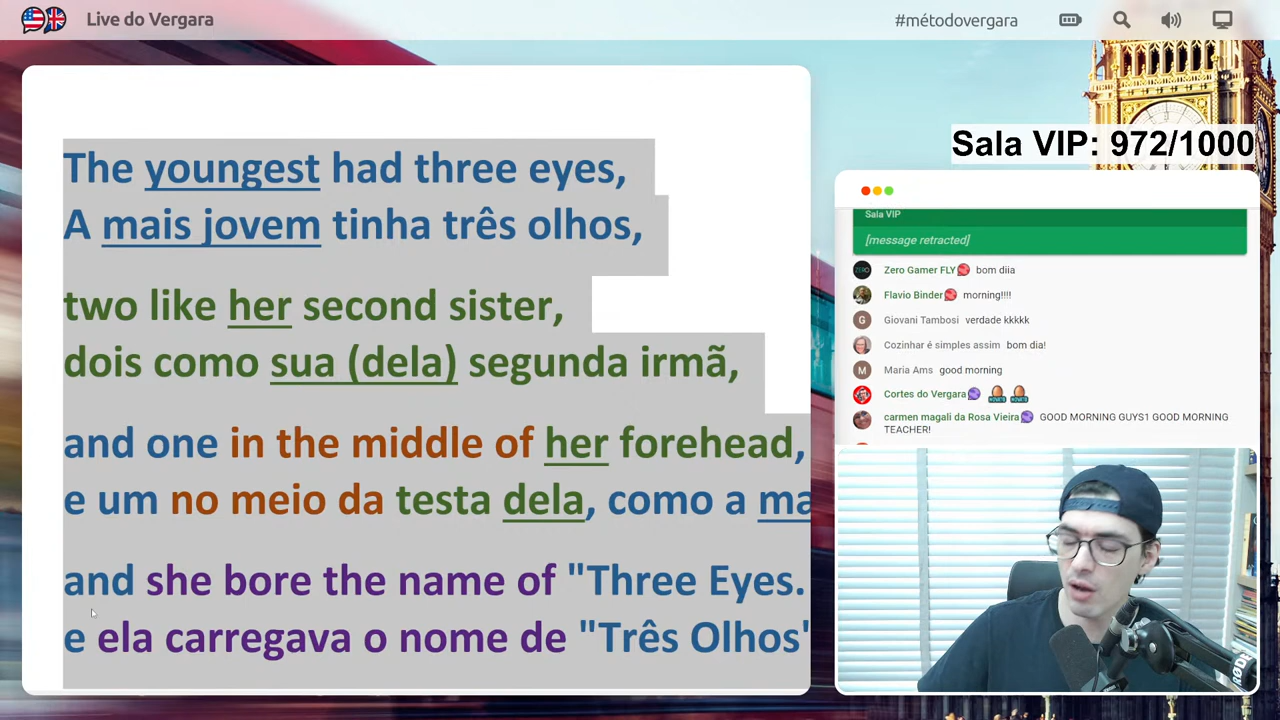 Live do Vergara
#métodovergara
The youngest had three eyes,
A mais jovem tinha três olhos,
two like her second sister,
dois como sua (dela) segunda irmã,
and one in the middle of her forehead,
e um no meio da testa dela, como a ma
and she bore the name of "Three Eyes.
e ela carregava o nome de "Três Olhos"
Sala VIP: 972/1000
Sala VIP
[message retracted]
Zero Gamer FLY bom diia
Flavio Binder morning!!!!
Giovani Tambosi verdade kkkkk
Cozinhar é simples assim bom dia!
Maria Ams good morning
Cortes do Vergara
carmen magali da Rosa Vieira GOOD MORNING GUYS1 GOOD MORNING
TEACHER!
RØDE